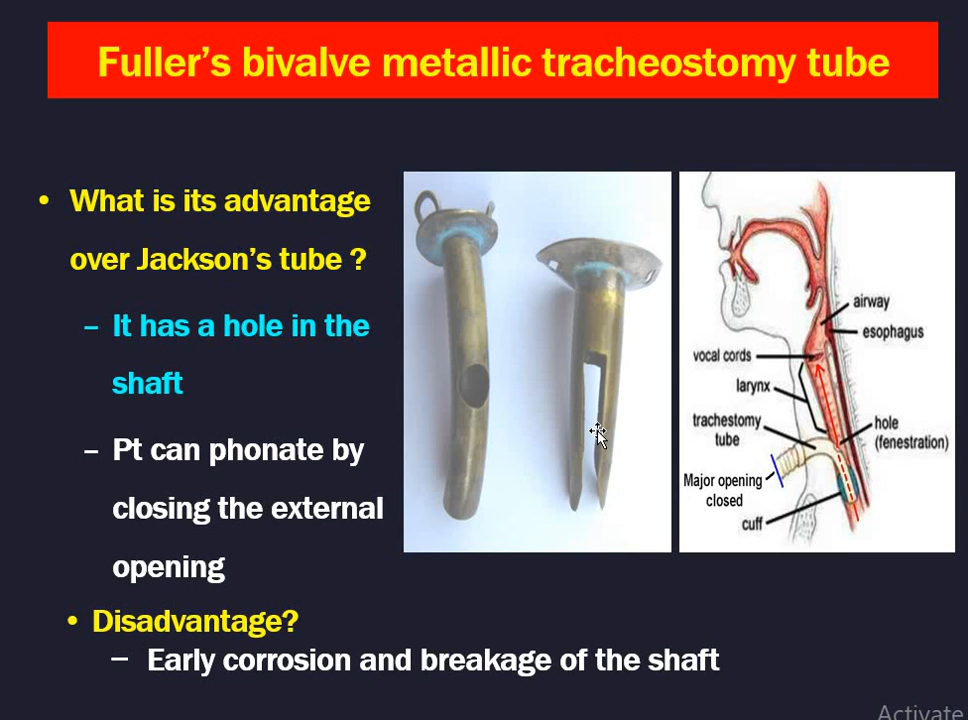 Fuller's bivalve metallic tracheostomy tube
• What is its advantage
over Jackson's tube ?
– It has a hole in the
shaft
– Pt can phonate by
closing the external
opening
• Disadvantage?
– Early corrosion and breakage of the shaft
airway
esophagus
vocal cords
larynx
trachestomy
tube
hole
(fenestration)
Major opening
closed
cuff
Activate